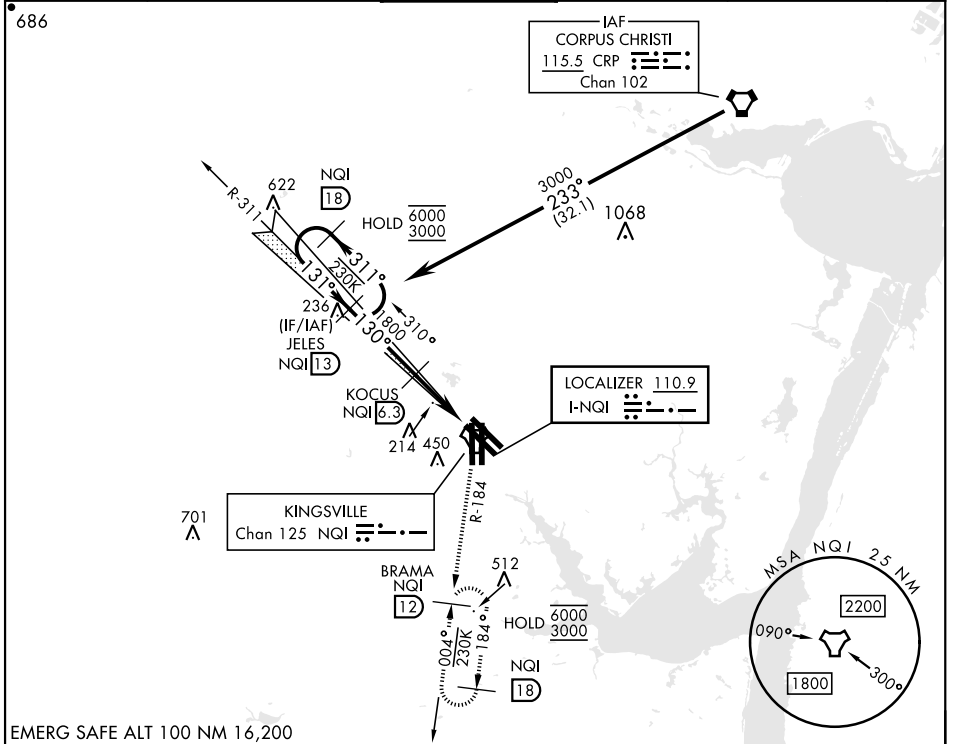 686
IAF
CORPUS CHRISTI
115.5 CRP
Chan 102
3000
233°
(32.1)
1068
622
NQI
18
HOLD 6000
3000
R-311
311°
131°
230K
236
(IF/IAF)
JELES
NQI 13
130°
1800
310°
KOCUS
NQI 6.3
214
450
LOCALIZER 110.9
I-NQI
KINGSVILLE
Chan 125 NQI
701
R-184
BRAMA
NQI
12
512
HOLD 6000
3000
004°
230K
184°
NQI
18
MSA NQI 25 NM
2200
090°
1800
300°
EMERG SAFE ALT 100 NM 16,200